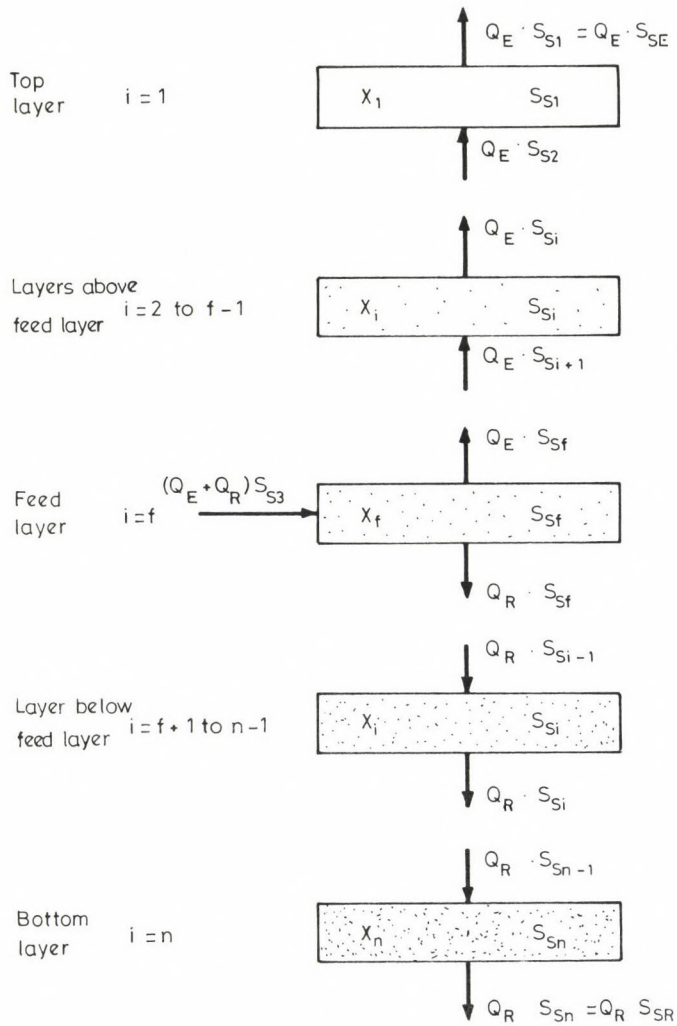 Q_E · S_S1 = Q_E · S_SE
Top
layer
i = 1
X_1
S_S1
Q_E · S_S2
Q_E · S_Si
Layers above
feed layer
i = 2 to f - 1
X_i
S_Si
Q_E · S_Si+1
Q_E · S_Sf
(Q_E + Q_R) S_S3
Feed
layer
i = f
X_f
S_Sf
Q_R · S_Sf
Q_R · S_Si-1
Layer below
feed layer
i = f + 1 to n - 1
X_i
S_Si
Q_R · S_Si
Q_R · S_Sn-1
Bottom
layer
i = n
X_n
S_Sn
Q_R S_Sn = Q_R S_SR